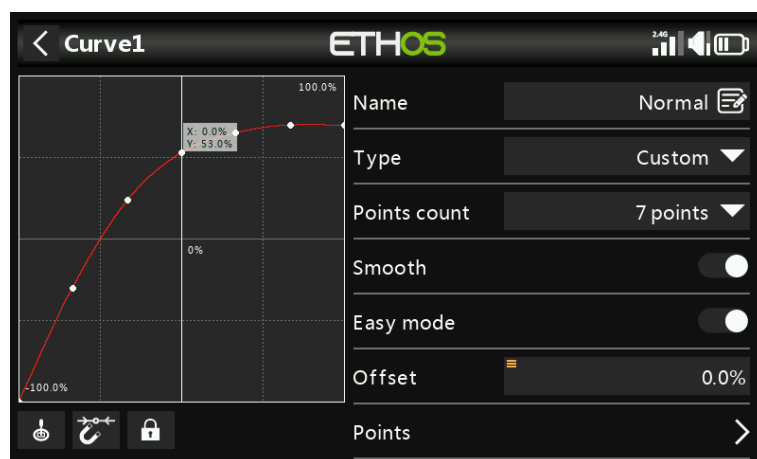 Curve1
ETHOS
2.4G
100.0%
X: 0.0%
Y: 53.0%
0%
-100.0%
Name
Normal
Type
Custom
Points count
7 points
Smooth
Easy mode
Offset
0.0%
Points